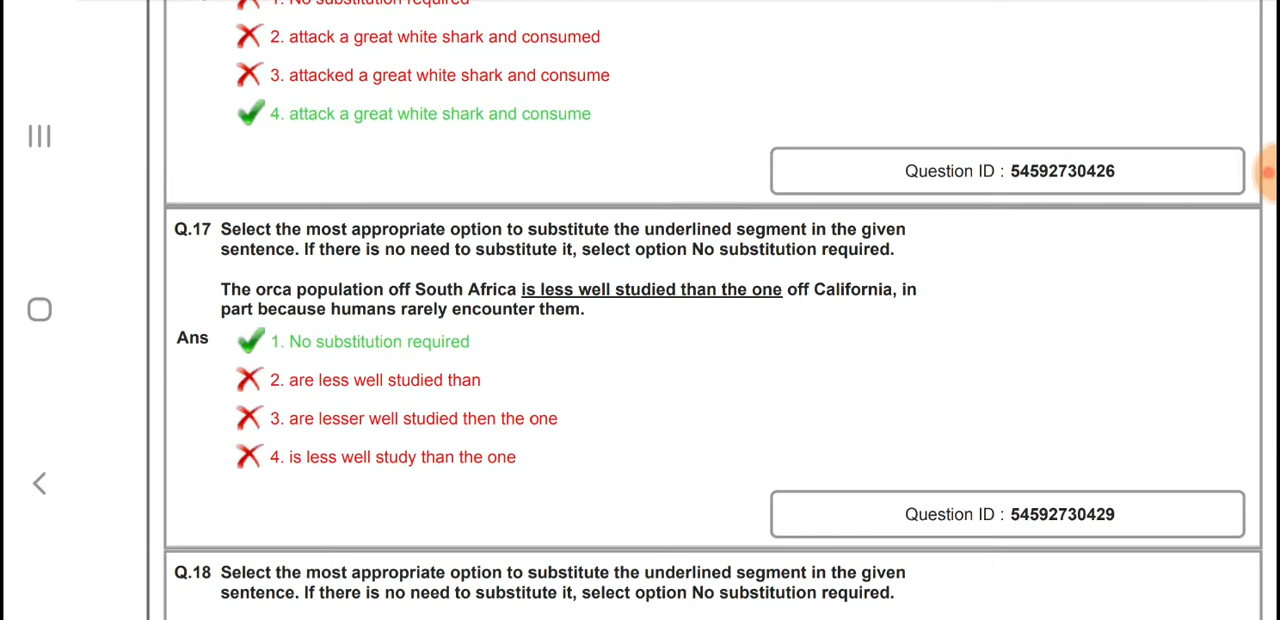 1. No substitution required
2. attack a great white shark and consumed
3. attacked a great white shark and consume
4. attack a great white shark and consume
Question ID : 54592730426
Q.17 Select the most appropriate option to substitute the underlined segment in the given
sentence. If there is no need to substitute it, select option No substitution required.
The orca population off South Africa is less well studied than the one off California, in
part because humans rarely encounter them.
Ans
1. No substitution required
2. are less well studied than
3. are lesser well studied then the one
4. is less well study than the one
Question ID : 54592730429
Q.18 Select the most appropriate option to substitute the underlined segment in the given
sentence. If there is no need to substitute it, select option No substitution required.